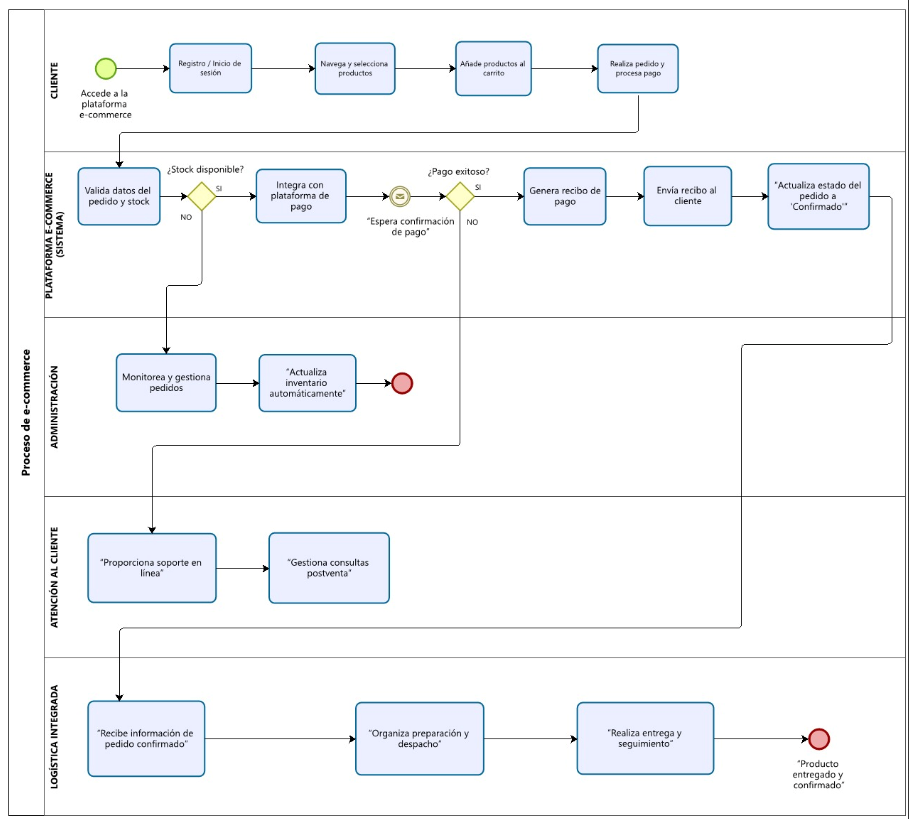 Proceso de e-commerce
CLIENTE
Accede a la
plataforma
e-commerce
Registro / Inicio de
sesión
Navega y selecciona
productos
Añade productos al
carrito
Realiza pedido y
procesa pago
PLATAFORMA E-COMMERCE
(SISTEMA)
Valida datos del
pedido y stock
¿Stock disponible?
SI
NO
Integra con
plataforma de
pago
"Espera confirmación
de pago"
¿Pago exitoso?
SI
NO
Genera recibo de
pago
Envía recibo al
cliente
"Actualiza estado del
pedido a
'Confirmado'"
ADMINISTRACIÓN
Monitorea y gestiona
pedidos
"Actualiza
inventario
automáticamente"
ATENCIÓN AL CLIENTE
"Proporciona soporte en
línea"
"Gestiona consultas
postventa"
LOGÍSTICA INTEGRADA
"Recibe información de
pedido confirmado"
"Organiza preparación y
despacho"
"Realiza entrega y
seguimiento"
"Producto
entregado y
confirmado"